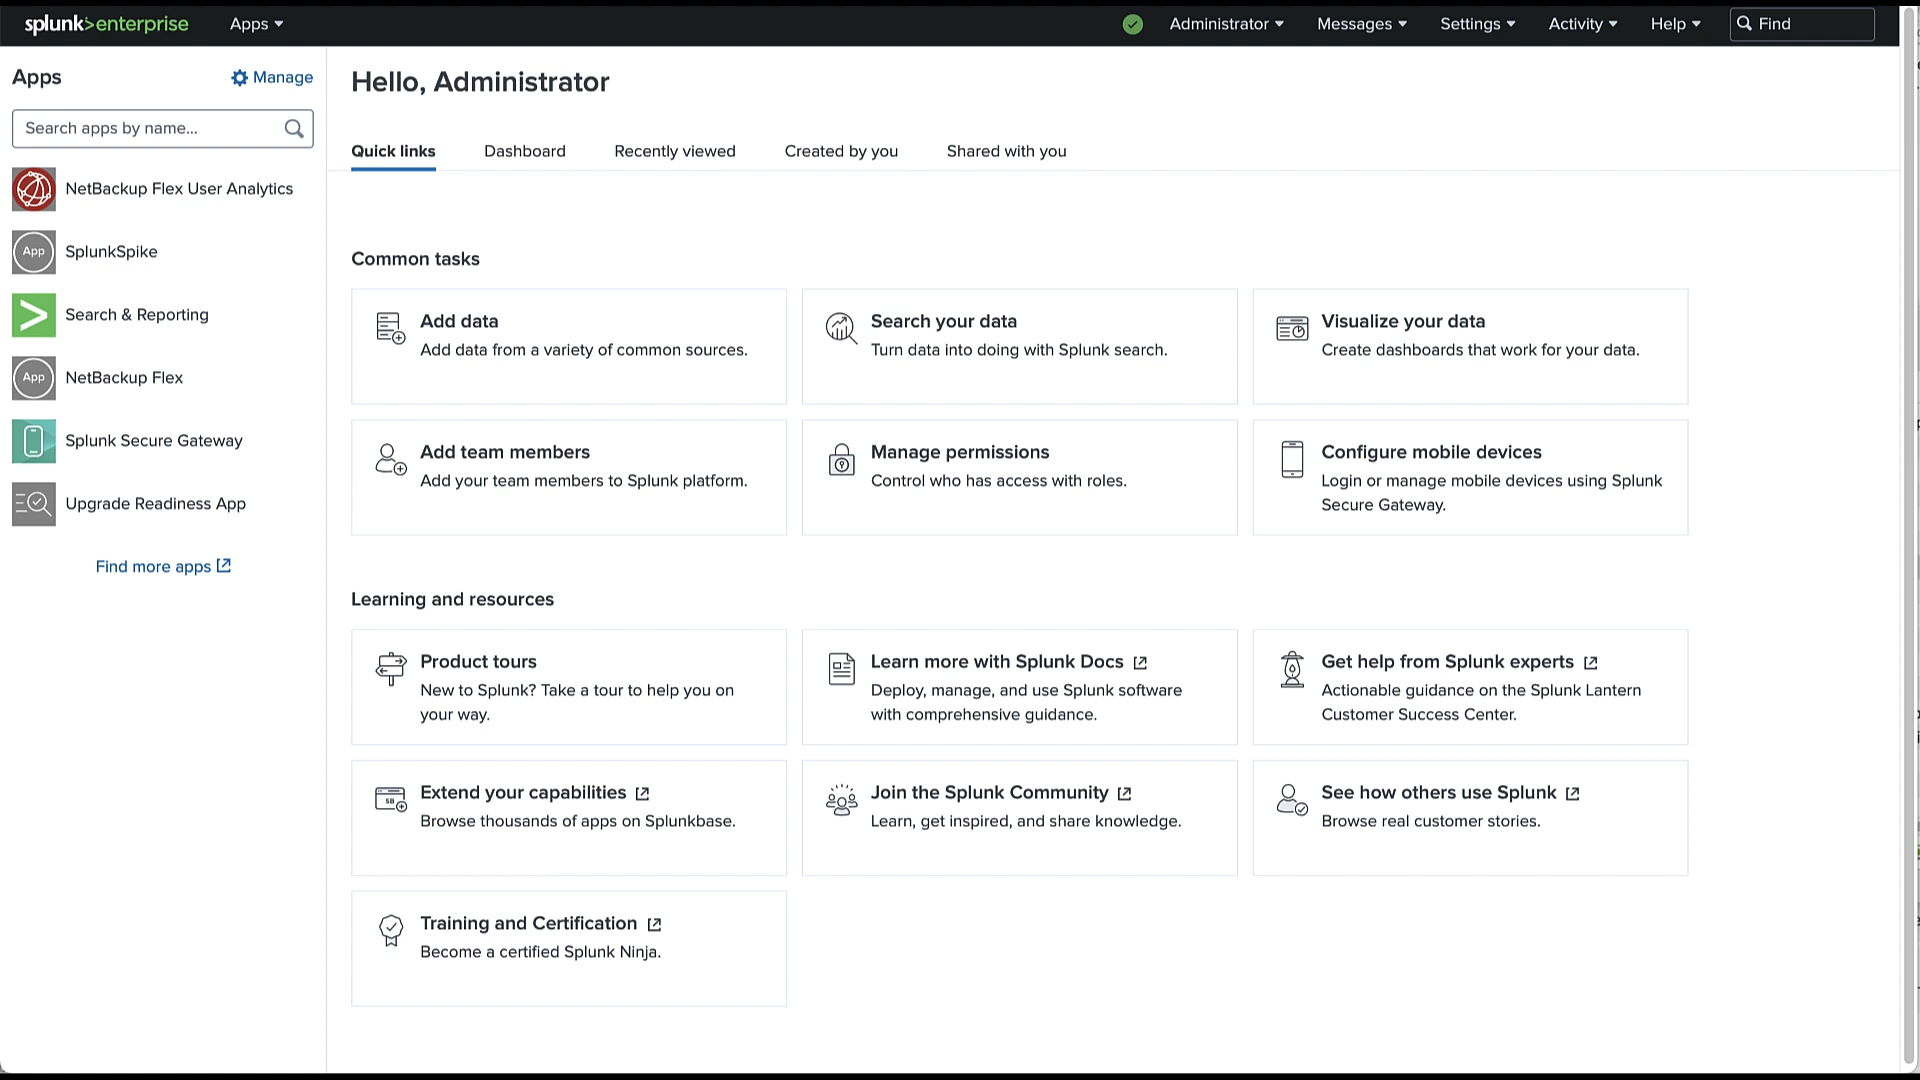 splunk>enterprise Apps Administrator Messages Settings Activity Help Find
Apps Manage
Search apps by name...
NetBackup Flex User Analytics
App SplunkSpike
Search & Reporting
App NetBackup Flex
Splunk Secure Gateway
Upgrade Readiness App
Find more apps
Hello, Administrator
Quick links Dashboard Recently viewed Created by you Shared with you
Common tasks
Add data
Add data from a variety of common sources.
Search your data
Turn data into doing with Splunk search.
Visualize your data
Create dashboards that work for your data.
Add team members
Add your team members to Splunk platform.
Manage permissions
Control who has access with roles.
Configure mobile devices
Login or manage mobile devices using Splunk
Secure Gateway.
Learning and resources
Product tours
New to Splunk? Take a tour to help you on
your way.
Learn more with Splunk Docs
Deploy, manage, and use Splunk software
with comprehensive guidance.
Get help from Splunk experts
Actionable guidance on the Splunk Lantern
Customer Success Center.
SB
Extend your capabilities
Browse thousands of apps on Splunkbase.
Join the Splunk Community
Learn, get inspired, and share knowledge.
See how others use Splunk
Browse real customer stories.
Training and Certification
Become a certified Splunk Ninja.